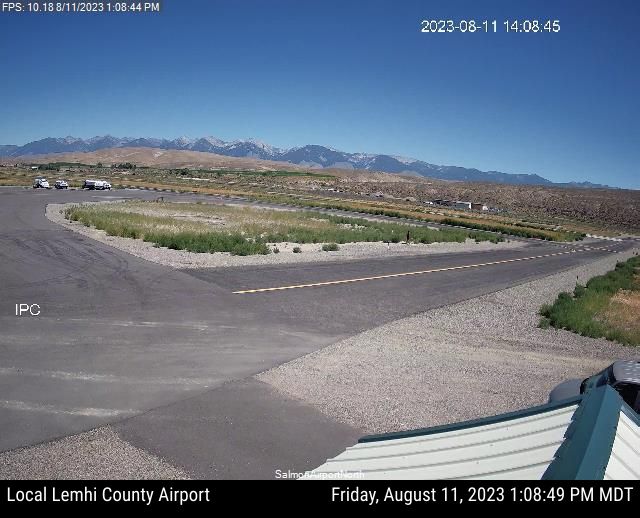 FPS: 10.18 8/11/2023 1:08:44 PM
2023-08-11 14:08:45
IPC
SalmonAirportNorth
Local Lemhi County Airport
Friday, August 11, 2023 1:08:49 PM MDT